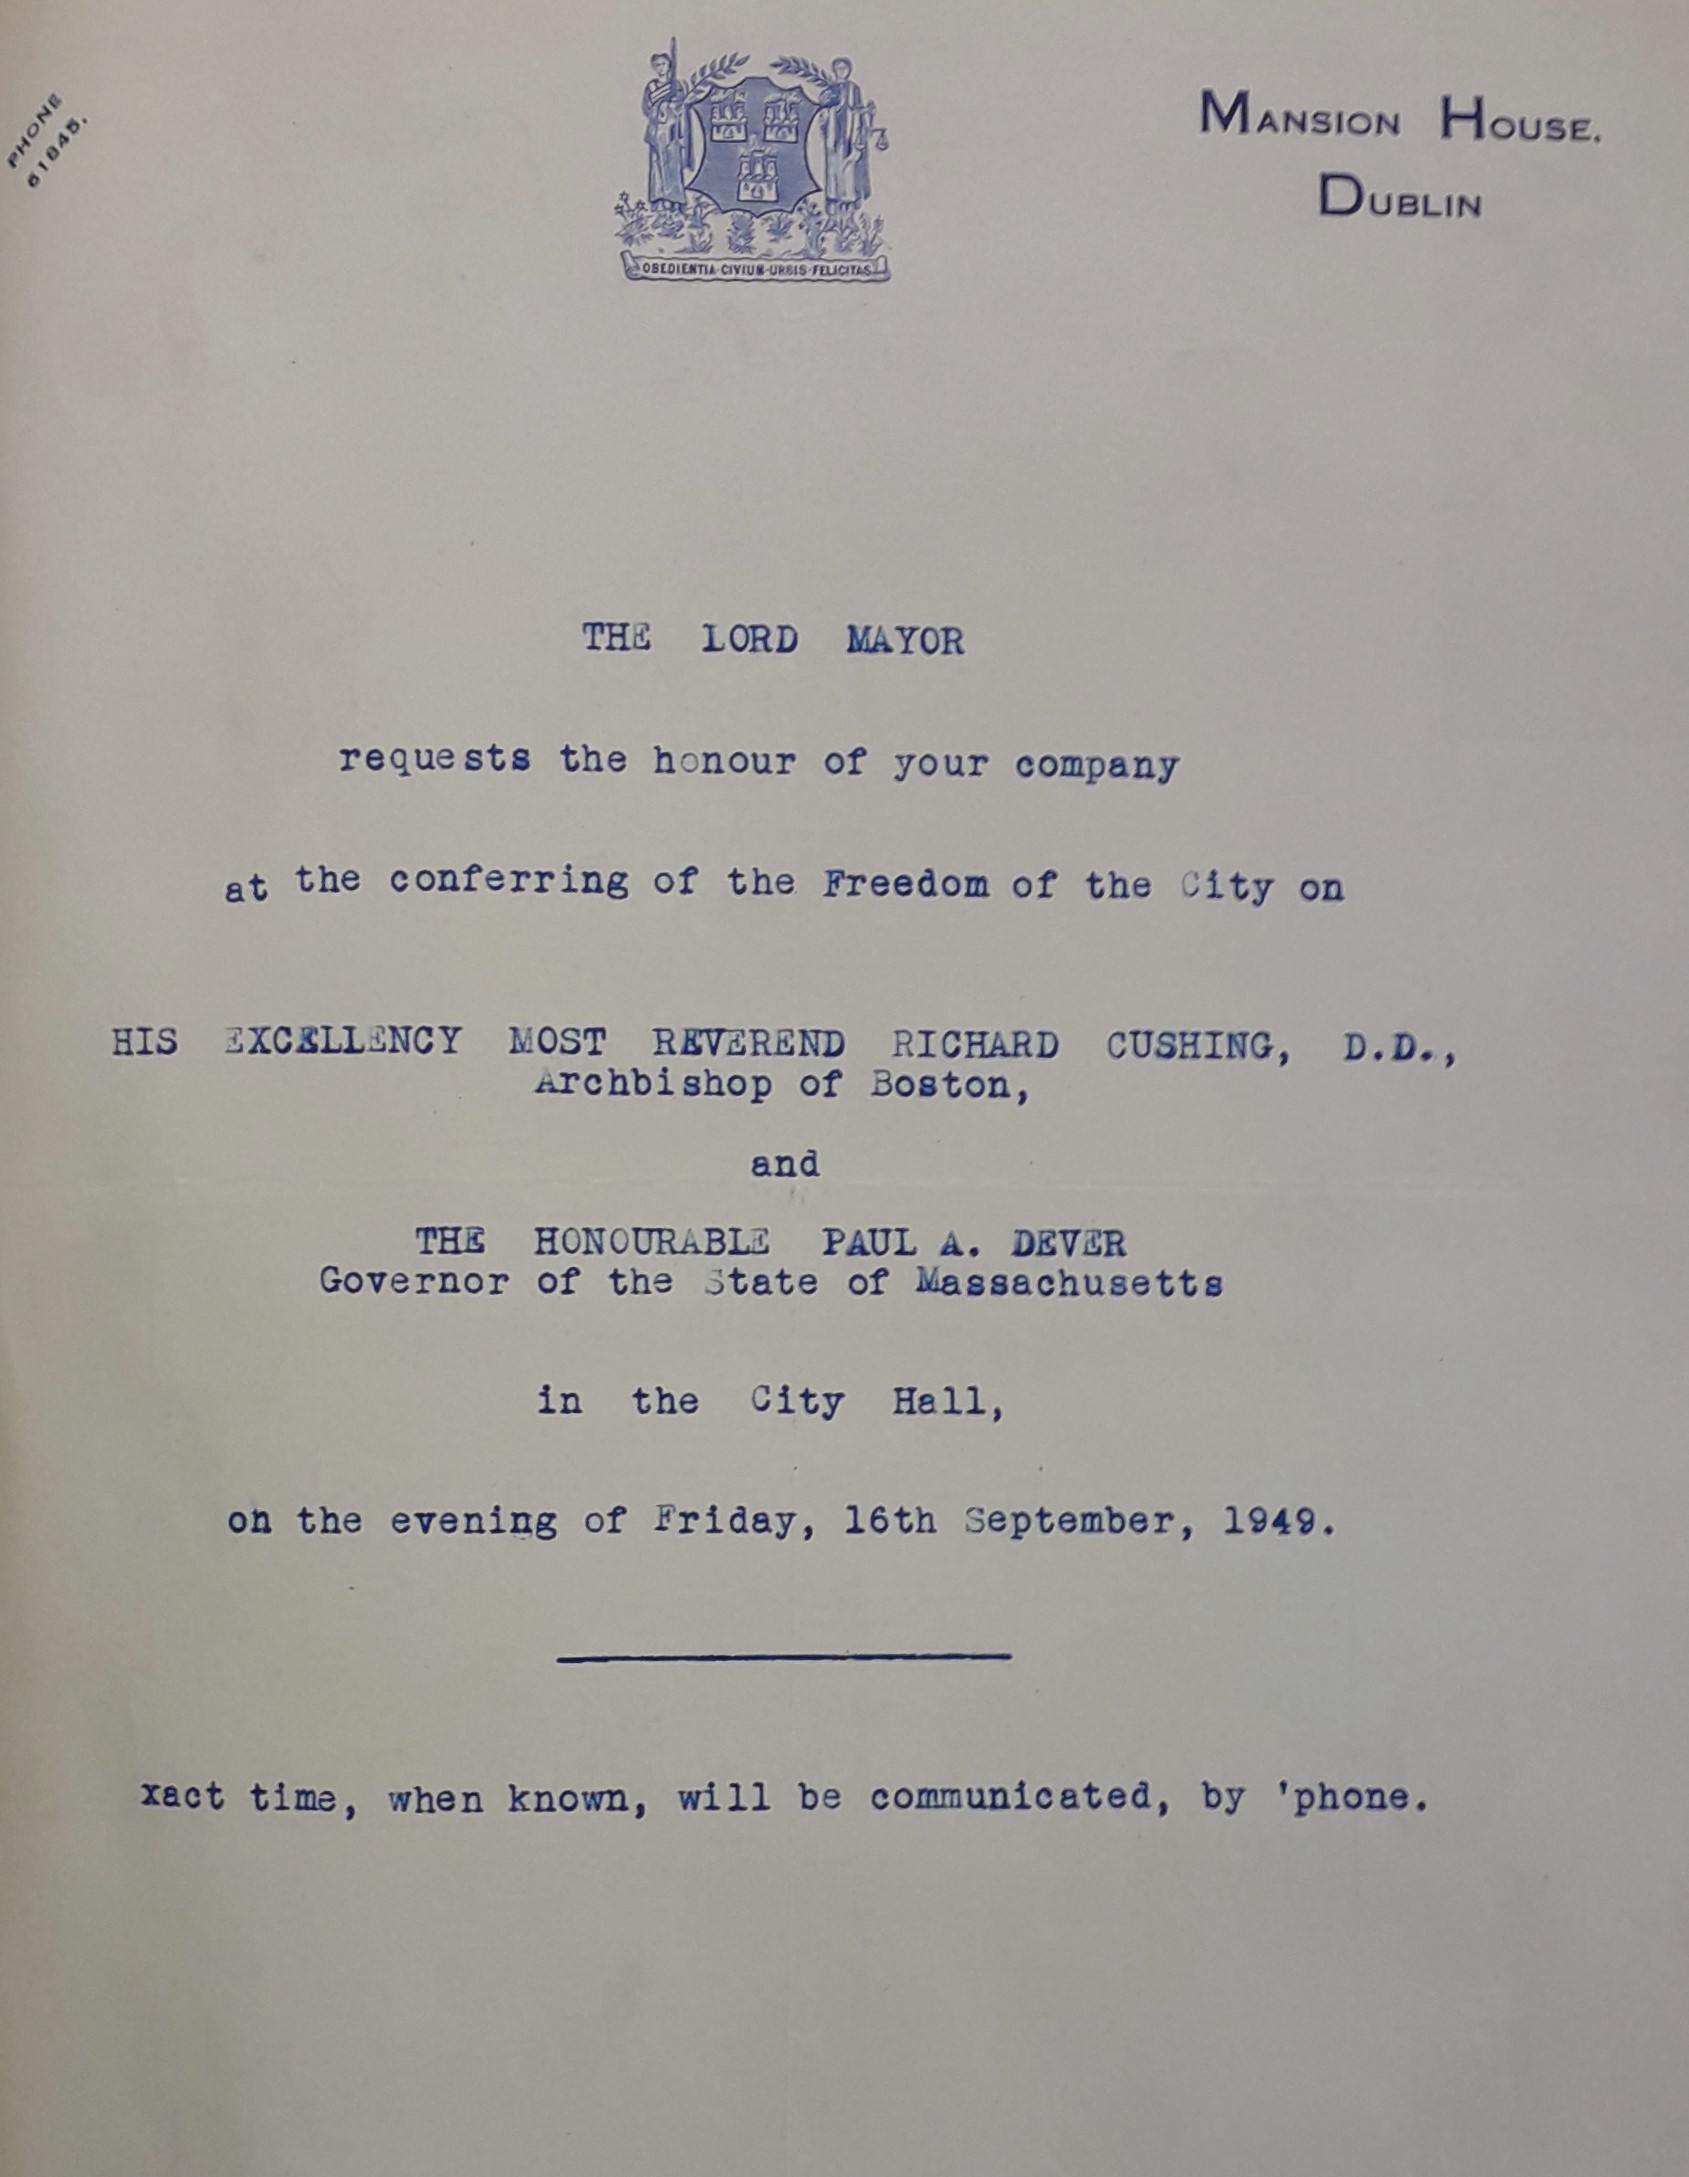 PHONE
61845.
MANSION HOUSE.
DUBLIN
OBEDIENTIA·CIVIUM·URBIS·FELICITAS
THE LORD MAYOR
requests the honour of your company
at the conferring of the Freedom of the City on
HIS EXCELLENCY MOST REVEREND RICHARD CUSHING, D.D.,
Archbishop of Boston,
and
THE HONOURABLE PAUL A. DEVER
Governor of the State of Massachusetts
in the City Hall,
on the evening of Friday, 16th September, 1949.
xact time, when known, will be communicated, by 'phone.